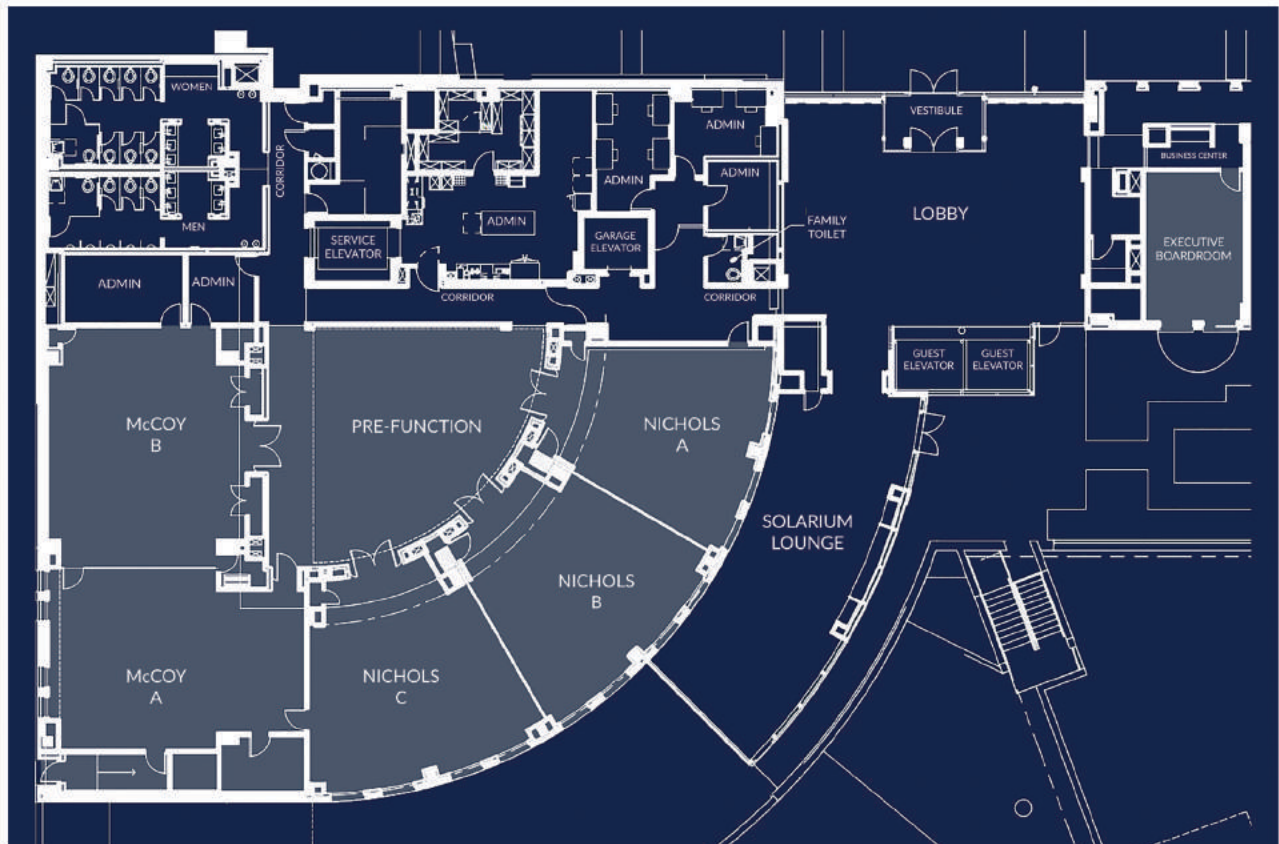 WOMEN
VESTIBULE
ADMIN
BUSINESS CENTER
CORRIDOR
ADMIN
ADMIN
LOBBY
ADMIN
FAMILY
TOILET
MEN
SERVICE
ELEVATOR
GARAGE
ELEVATOR
EXECUTIVE
BOARDROOM
ADMIN
ADMIN
CORRIDOR
CORRIDOR
GUEST
ELEVATOR
GUEST
ELEVATOR
McCOY
B
PRE-FUNCTION
NICHOLS
A
SOLARIUM
LOUNGE
NICHOLS
B
McCOY
A
NICHOLS
C